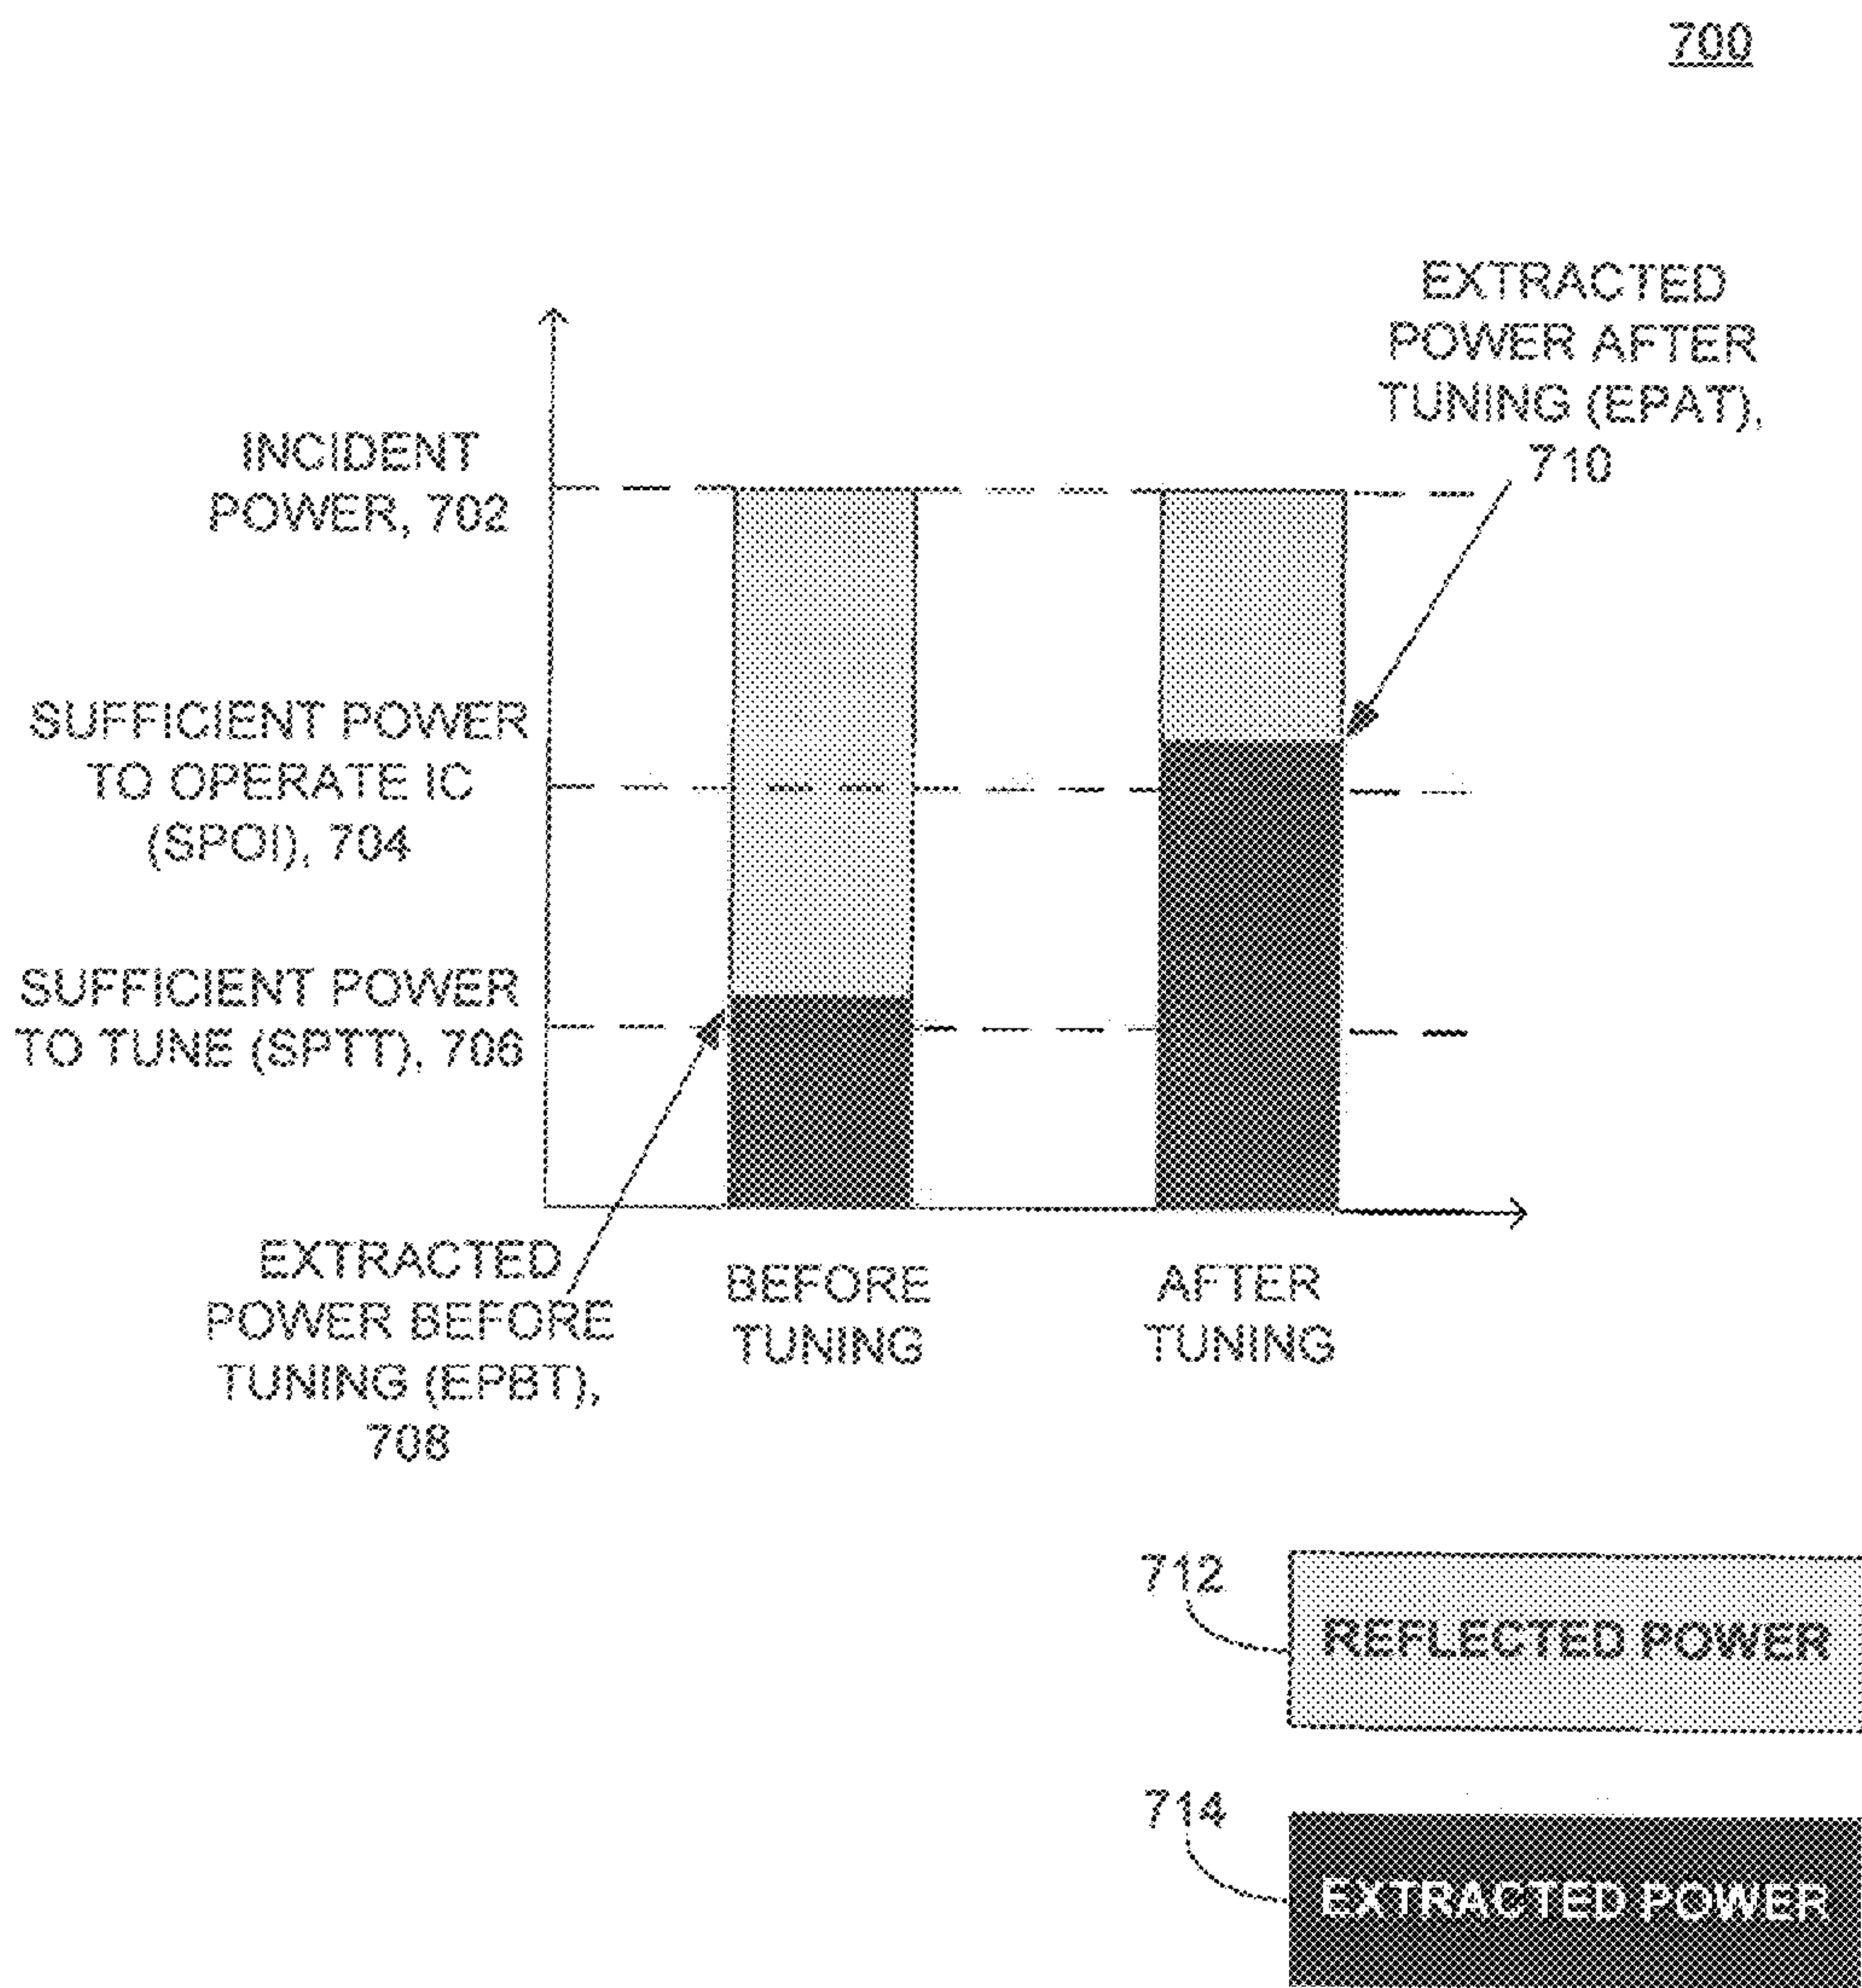 700
EXTRACTED
POWER AFTER
TUNING (EPAT),
710
INCIDENT
POWER, 702
SUFFICIENT POWER
TO OPERATE IC
(SPOI), 704
SUFFICIENT POWER
TO TUNE (SPTT), 706
EXTRACTED
POWER BEFORE
TUNING (EPBT),
708
BEFORE
TUNING
AFTER
TUNING
712
REFLECTED POWER
714
EXTRACTED POWER